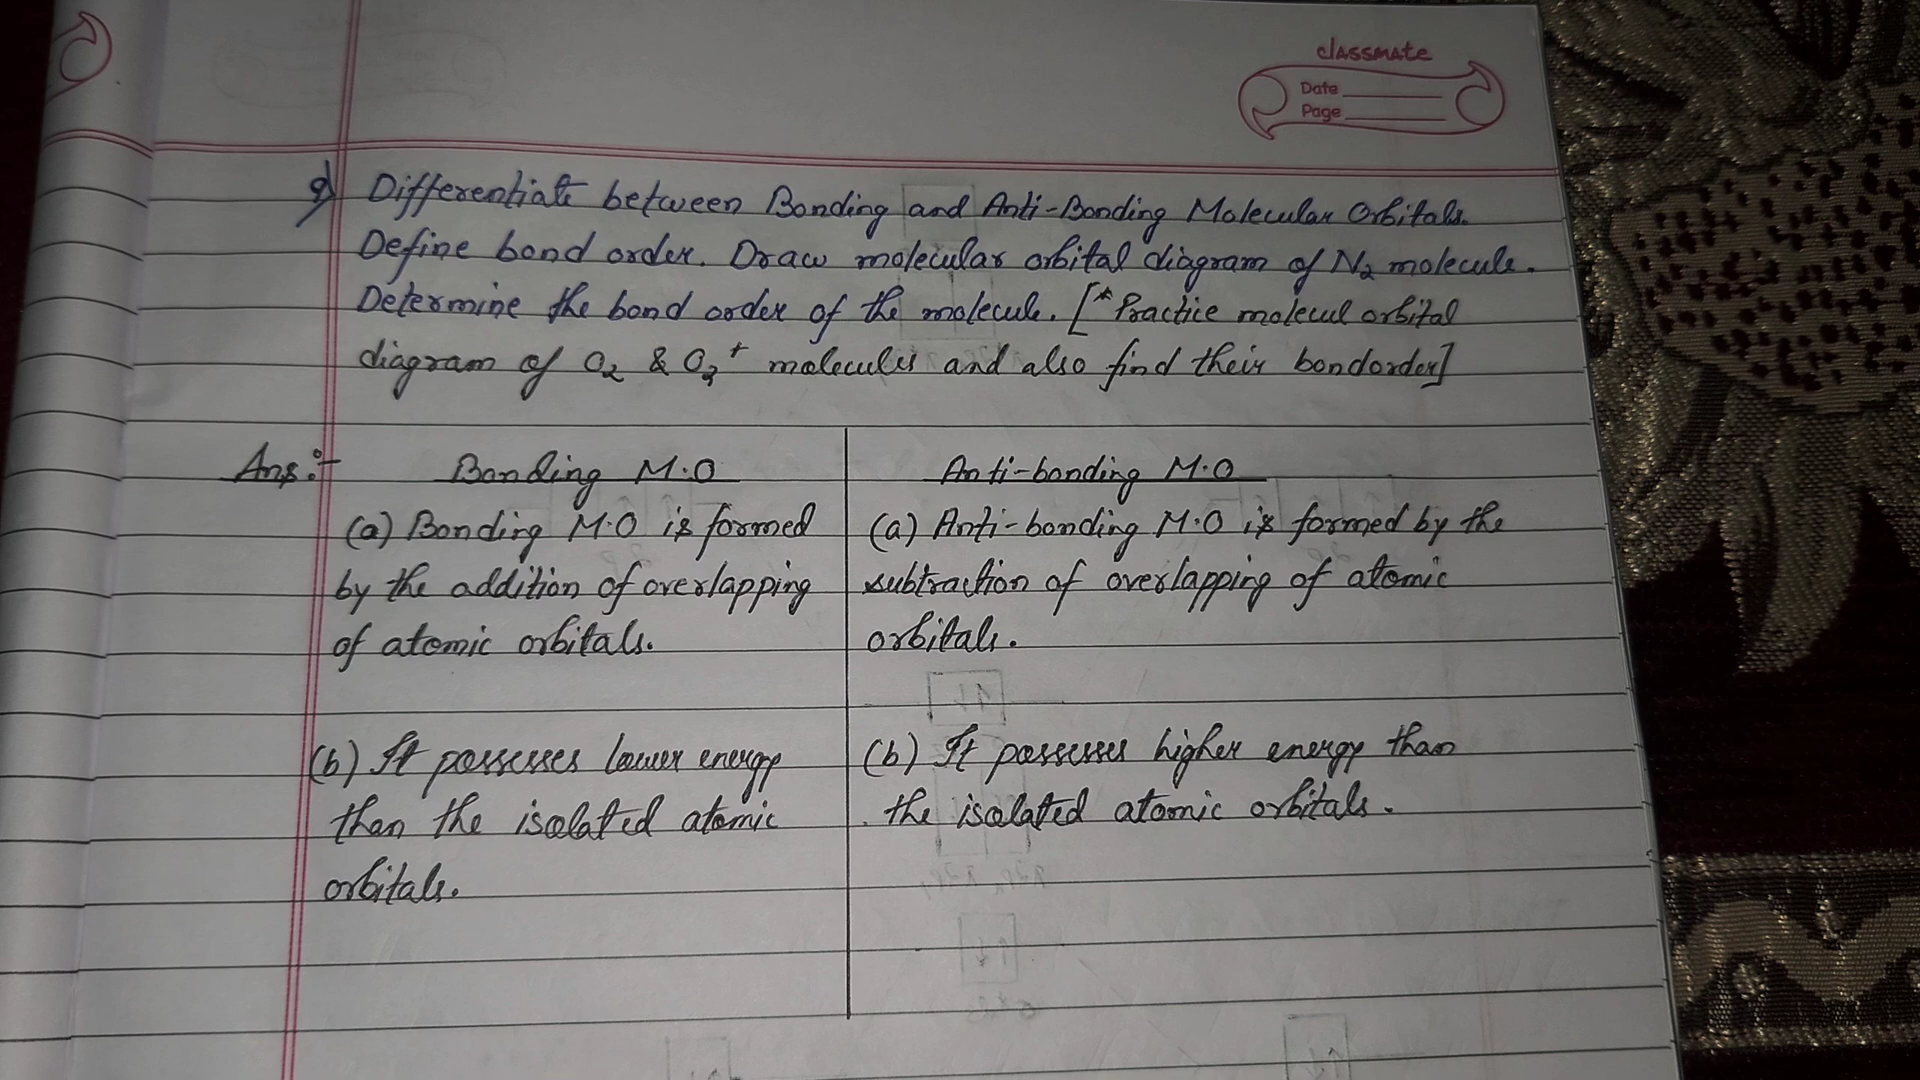 classmate
Date
Page
Q) Differentiate between Bonding and Anti-Bonding Molecular Orbitals.
Define bond order. Draw molecular orbital diagram of N₂ molecule.
Determine the bond order of the molecule. [* Practice molecul orbital
diagram of O₂ & O₂⁺ molecules and also find their bondorder]
Ans:- Bonding M.O Anti-bonding M.O
(a) Bonding M.O is formed
by the addition of overlapping
of atomic orbitals.
(a) Anti-bonding M.O is formed by the
subtraction of overlapping of atomic
orbitals.
(b) It possesses lower energy
than the isolated atomic
orbitals.
(b) It possesses higher energy than
the isolated atomic orbitals.